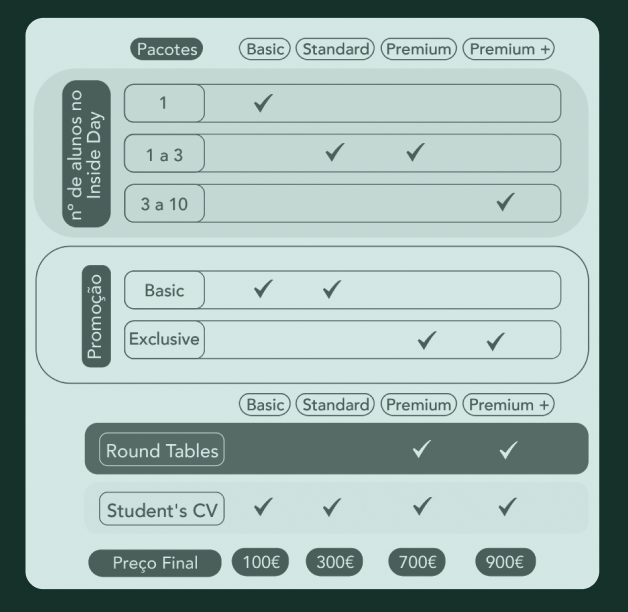 Pacotes Basic Standard Premium Premium +
nº de alunos no
Inside Day
1
1 a 3
3 a 10
Promoção
Basic
Exclusive
Basic Standard Premium Premium +
Round Tables
Student's CV
Preço Final 100€ 300€ 700€ 900€